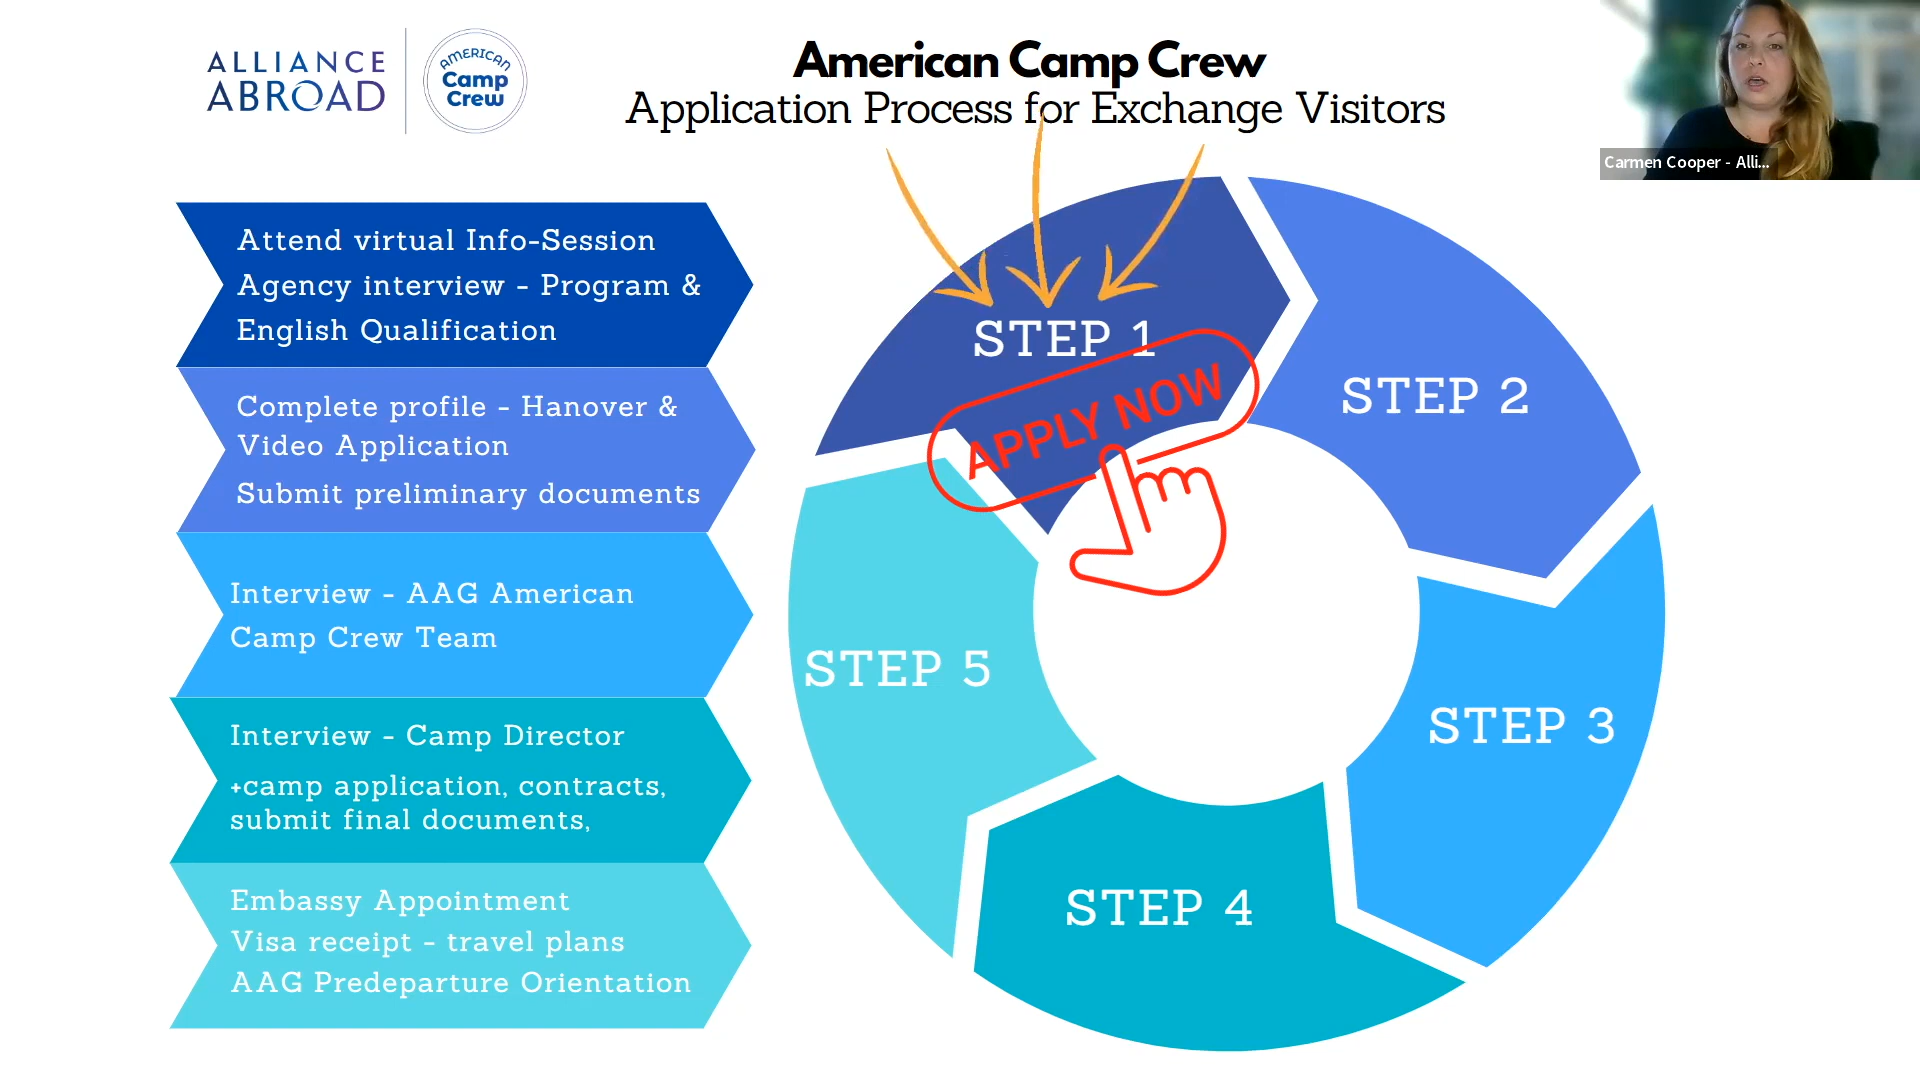 ALLIANCE
ABROAD
AMERICAN
Camp
Crew
American Camp Crew
Application Process for Exchange Visitors
Carmen Cooper - Alli...
Attend virtual Info-Session
Agency interview - Program &
English Qualification
Complete profile - Hanover &
Video Application
Submit preliminary documents
Interview - AAG American
Camp Crew Team
Interview - Camp Director
+camp application, contracts,
submit final documents,
Embassy Appointment
Visa receipt - travel plans
AAG Predeparture Orientation
STEP 1
APPLY NOW
STEP 2
STEP 3
STEP 4
STEP 5